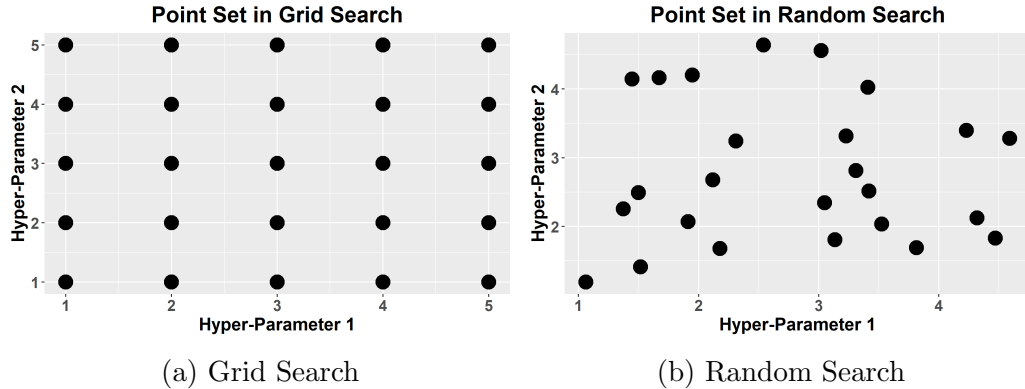 Point Set in Grid Search
Hyper-Parameter 2
5
4
3
2
1
1 2 3 4 5
Hyper-Parameter 1
(a) Grid Search
Point Set in Random Search
Hyper-Parameter 2
4
3
2
1 2 3 4
Hyper-Parameter 1
(b) Random Search